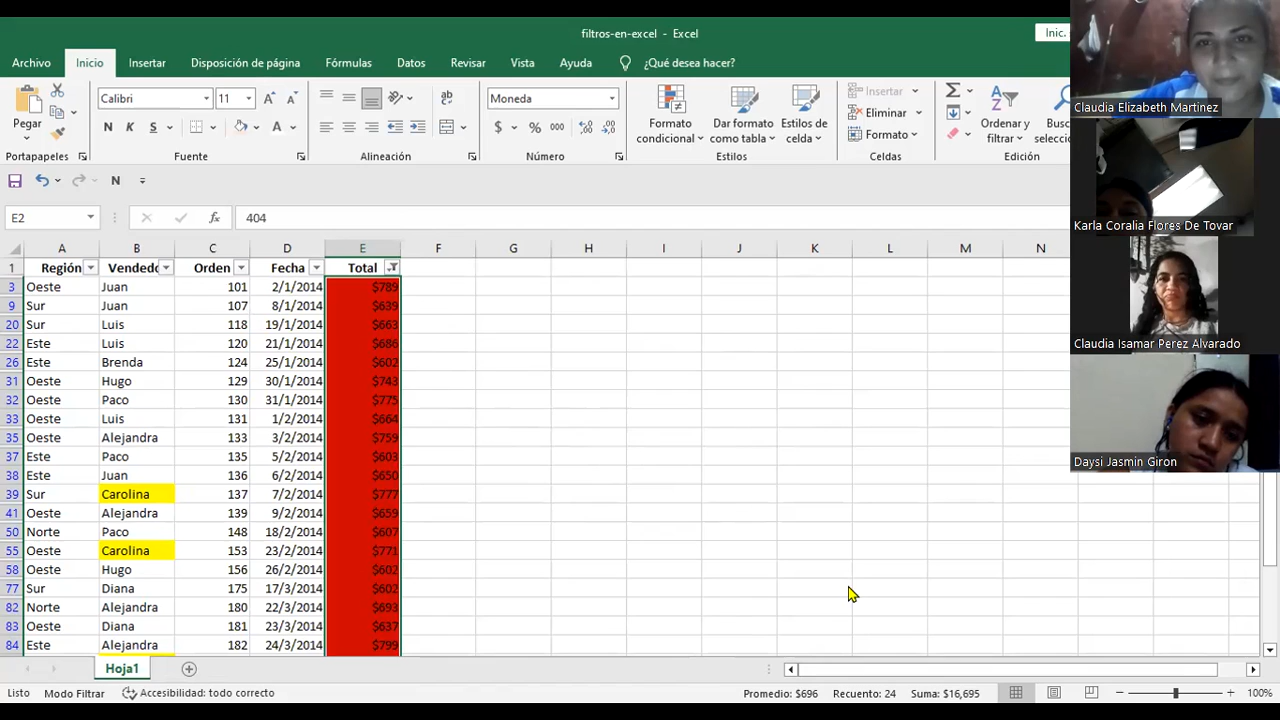 filtros-en-excel - Excel
Inic.
Archivo Inicio Insertar Disposición de página Fórmulas Datos Revisar Vista Ayuda ¿Qué desea hacer?
Pegar Calibri 11 Moneda
N K S $ % 000
Formato condicional Dar formato como tabla Estilos de celda
Insertar
Eliminar
Formato
Ordenar y filtrar
Portapapeles Fuente Alineación Número Estilos Celdas Edición
N
E2 fx 404
A B C D E F G H I J K L M N
1 Región Orden Fecha Total
3 Oeste Juan 101 2/1/2014 $789
9 Sur Juan 107 8/1/2014 $639
20 Sur Luis 118 19/1/2014 $663
22 Este Luis 120 21/1/2014 $686
26 Este Brenda 124 25/1/2014 $602
31 Oeste Hugo 129 30/1/2014 $743
32 Oeste Paco 130 31/1/2014 $775
33 Oeste Luis 131 1/2/2014 $664
35 Oeste Alejandra 133 3/2/2014 $759
37 Este Paco 135 5/2/2014 $603
38 Este Juan 136 6/2/2014 $650
39 Sur Carolina 137 7/2/2014 $777
41 Oeste Alejandra 139 9/2/2014 $659
50 Norte Paco 148 18/2/2014 $607
55 Oeste Carolina 153 23/2/2014 $771
58 Oeste Hugo 156 26/2/2014 $602
77 Sur Diana 175 17/3/2014 $602
82 Norte Alejandra 180 22/3/2014 $693
83 Oeste Diana 181 23/3/2014 $637
84 Este Alejandra 182 24/3/2014 $799
Hoja1
Listo Modo Filtrar Accesibilidad: todo correcto Promedio: $696 Recuento: 24 Suma: $16,695 100%
Claudia Elizabeth Martinez
Karla Coralia Flores De Tovar
Claudia Isamar Perez Alvarado
Daysi Jasmin Giron